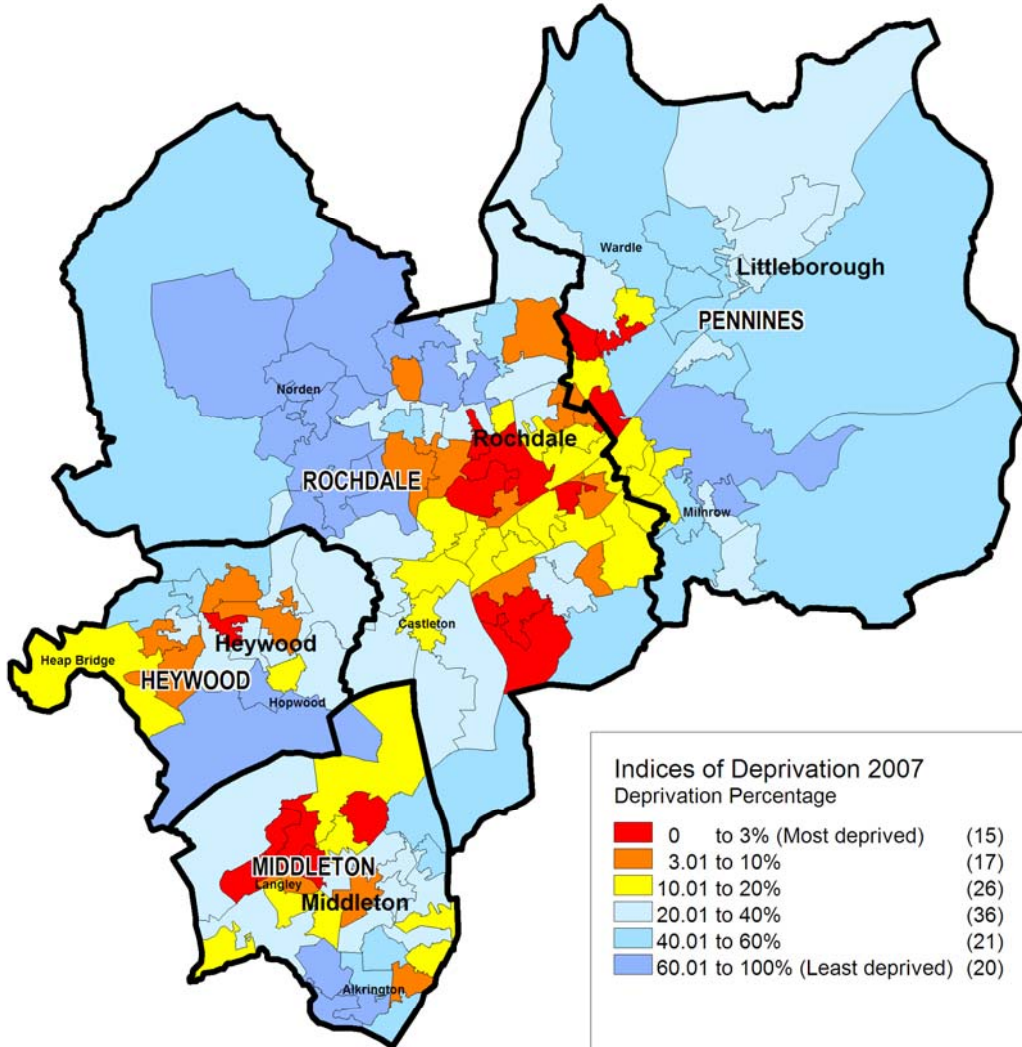 Wardle
Littleborough
PENNINES
Norden
Rochdale
ROCHDALE
Milnrow
Castleton
Heywood
Heap Bridge
HEYWOOD
Hopwood
MIDDLETON
Langley
Middleton
Alkrington
Indices of Deprivation 2007
Deprivation Percentage
0 to 3% (Most deprived) (15)
3.01 to 10% (17)
10.01 to 20% (26)
20.01 to 40% (36)
40.01 to 60% (21)
60.01 to 100% (Least deprived) (20)